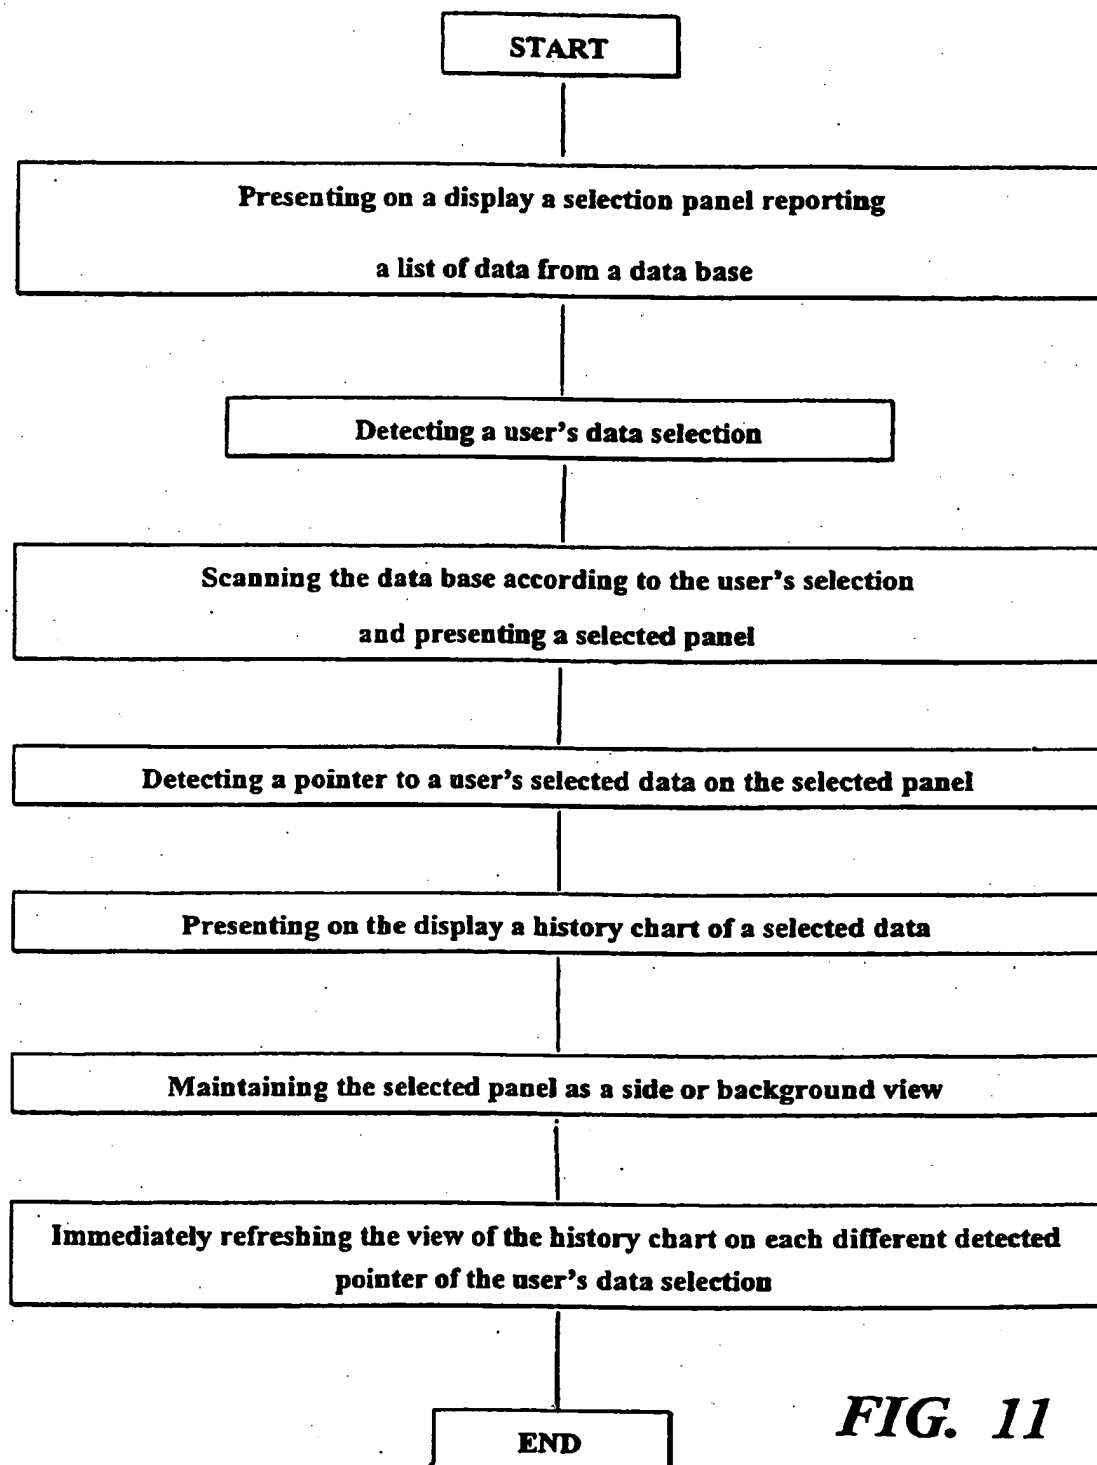 START
Presenting on a display a selection panel reporting
a list of data from a data base
Detecting a user's data selection
Scanning the data base according to the user's selection
and presenting a selected panel
Detecting a pointer to a user's selected data on the selected panel
Presenting on the display a history chart of a selected data
Maintaining the selected panel as a side or background view
Immediately refreshing the view of the history chart on each different detected
pointer of the user's data selection
END
FIG. 11